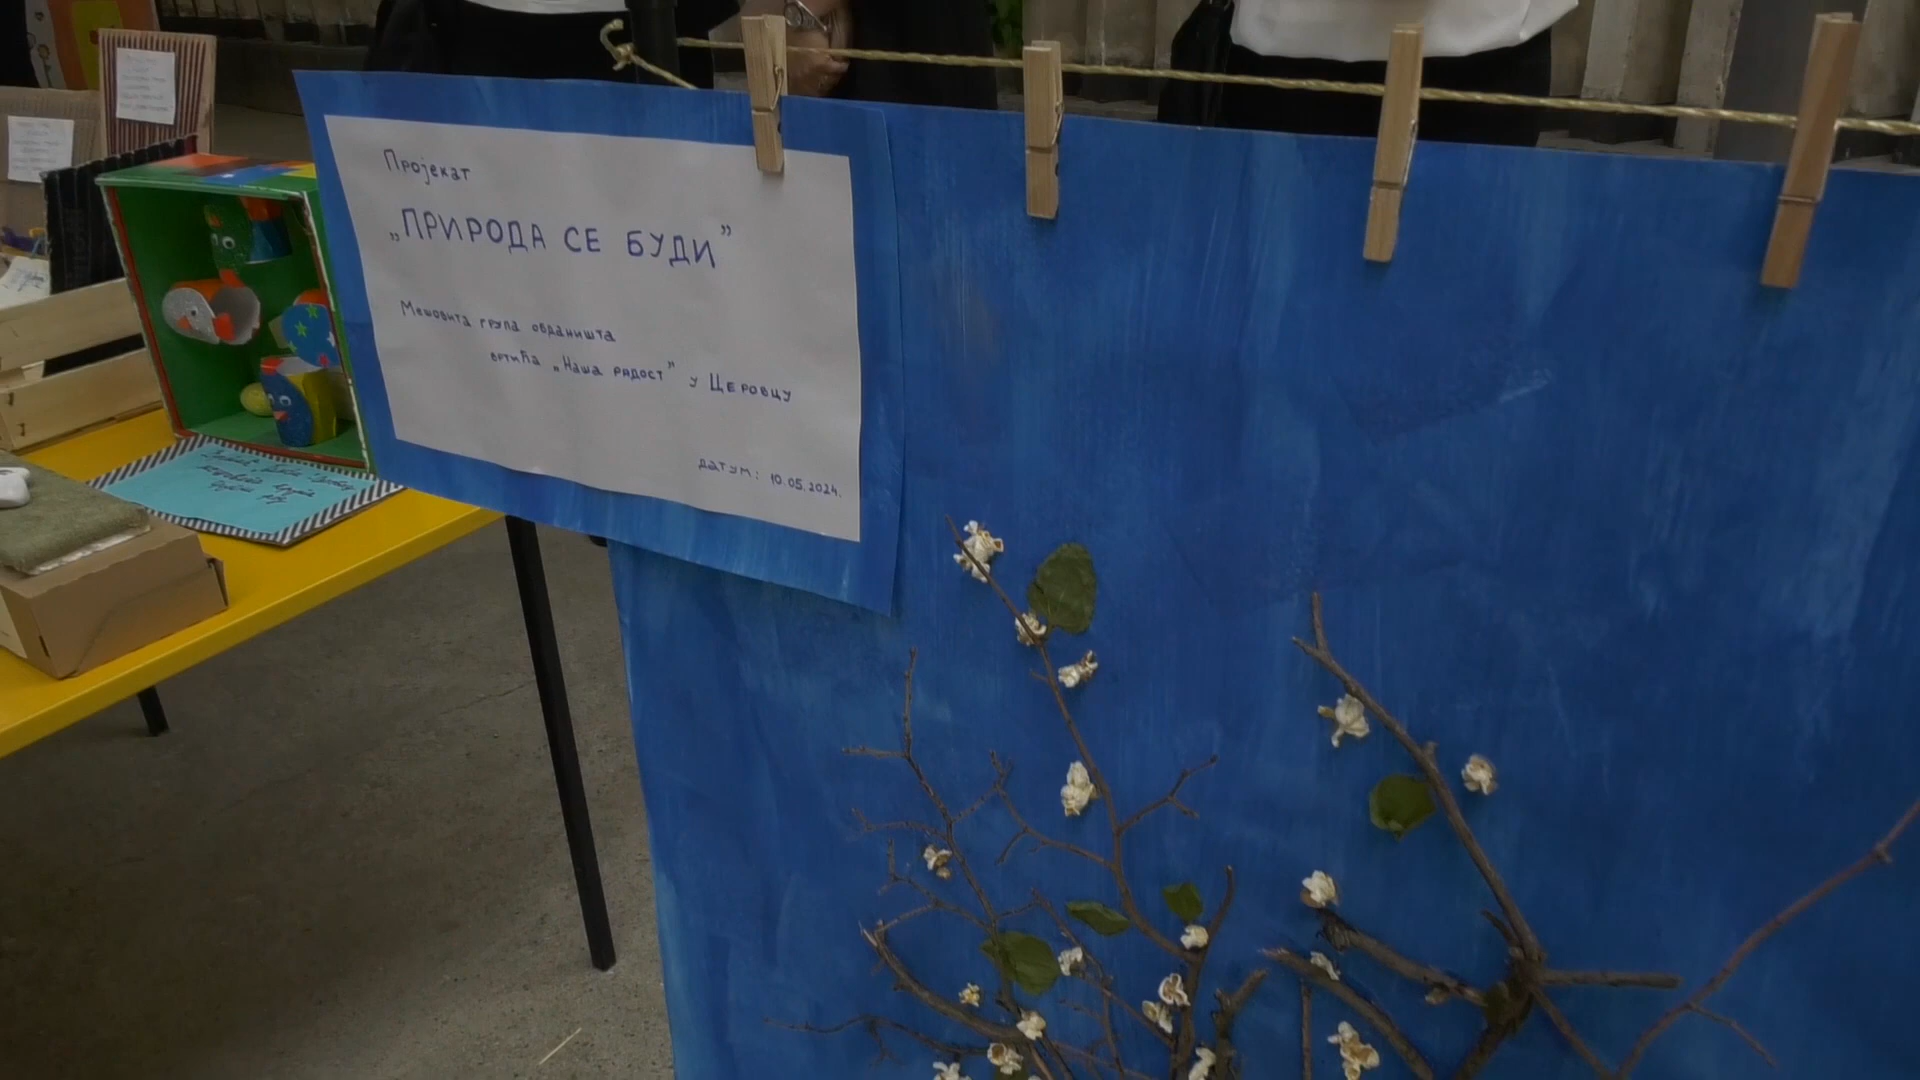 Пројекат
„ПРИРОДА СЕ БУДИ”
Мешовита група обданишта
вртића „Наша радост” у Церовцу
датум: 10.05.2024.